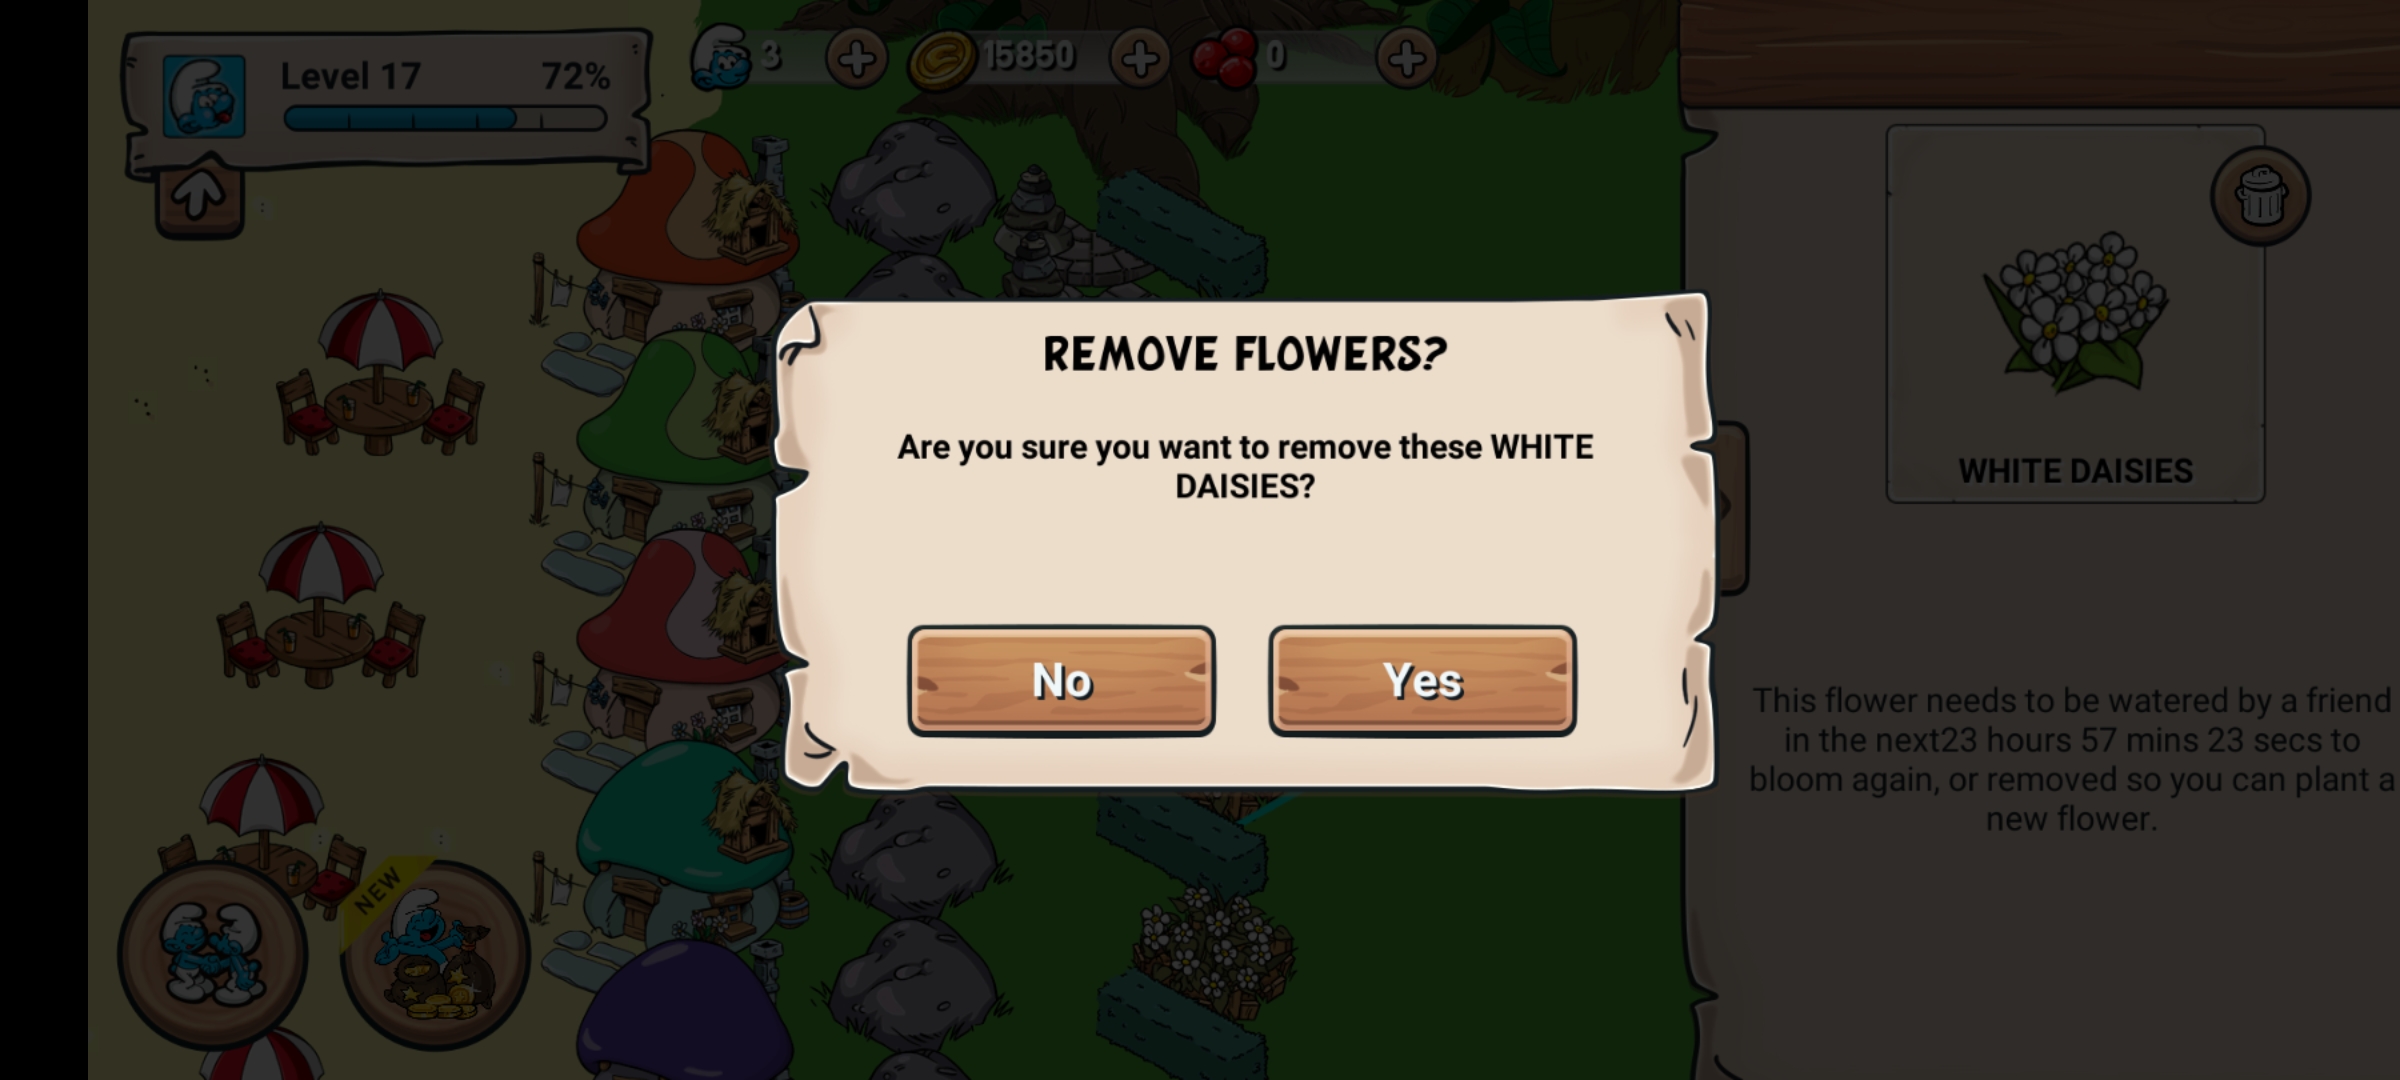 Level 17 72%
3
15850
0
REMOVE FLOWERS?
Are you sure you want to remove these WHITE
DAISIES?
No
Yes
WHITE DAISIES
This flower needs to be watered by a friend
in the next23 hours 57 mins 23 secs to
bloom again, or removed so you can plant a
new flower.
NEW